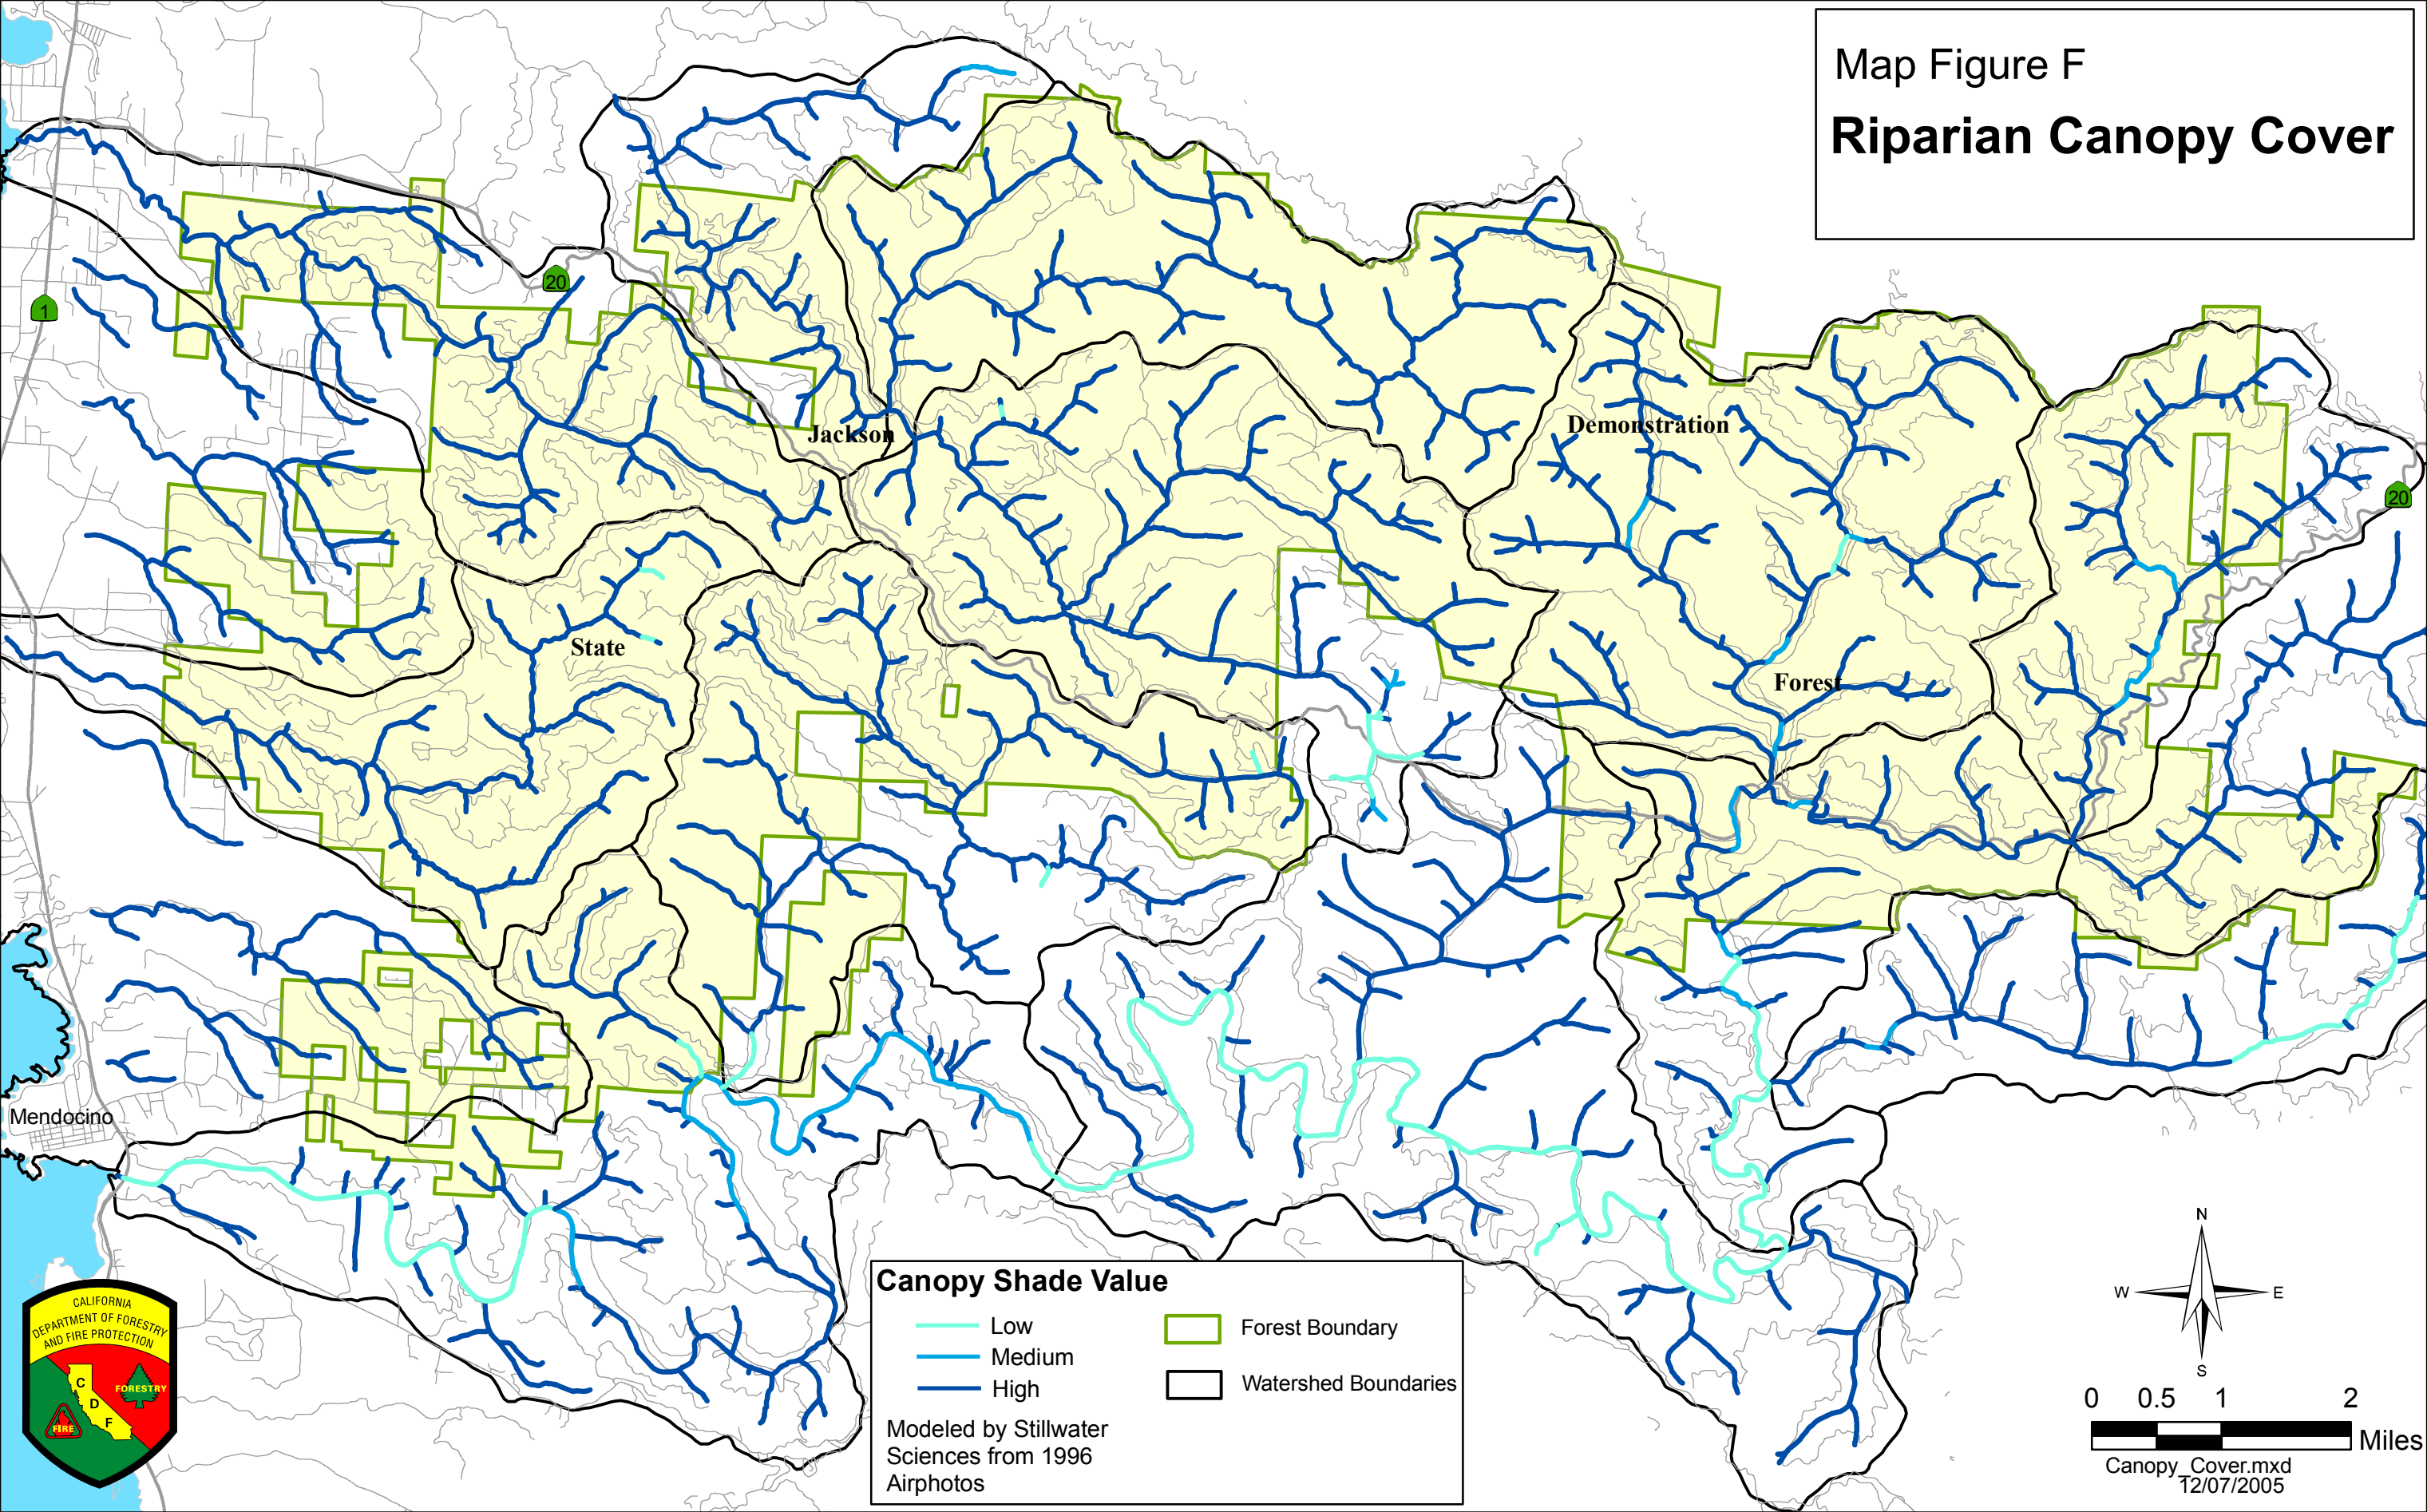 Map Figure F
Riparian Canopy Cover
20
1
Jackson
Demonstration
20
State
Forest
Mendocino
Canopy Shade Value
Low
Medium
High
Forest Boundary
Watershed Boundaries
Modeled by Stillwater
Sciences from 1996
Airphotos
CALIFORNIA
DEPARTMENT OF FORESTRY
AND FIRE PROTECTION
C
D
F
FORESTRY
FIRE
N
W
E
S
0 0.5 1 2
Miles
Canopy_Cover.mxd
12/07/2005